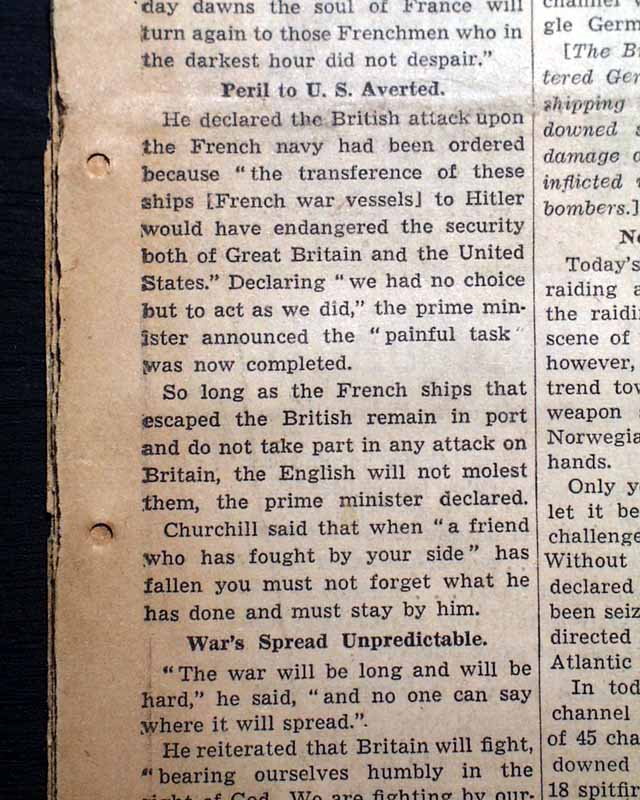 day dawns the soul of France will
turn again to those Frenchmen who in
the darkest hour did not despair."
Peril to U. S. Averted.
He declared the British attack upon
the French navy had been ordered
because "the transference of these
ships [French war vessels] to Hitler
would have endangered the security
both of Great Britain and the United
States." Declaring "we had no choice
but to act as we did," the prime min-
ister announced the "painful task"
was now completed.
So long as the French ships that
escaped the British remain in port
and do not take part in any attack on
Britain, the English will not molest
them, the prime minister declared.
Churchill said that when "a friend
who has fought by your side" has
fallen you must not forget what he
has done and must stay by him.
War's Spread Unpredictable.
"The war will be long and will be
hard," he said, "and no one can say
where it will spread."
He reiterated that Britain will fight,
"bearing ourselves humbly in the
right of God. We are fighting by our-
gle Germ
[The B
tered Ger
shipping
downed
damage
inflicted
bombers.]
Today's
raiding a
the raidi
scene of
however,
trend tow
weapon
Norwegia
hands.
Only y
let it be
challenge
Without
declared
been seiz
directed
Atlantic
In tod
channel
of 45 cha
downed
18 spitfir